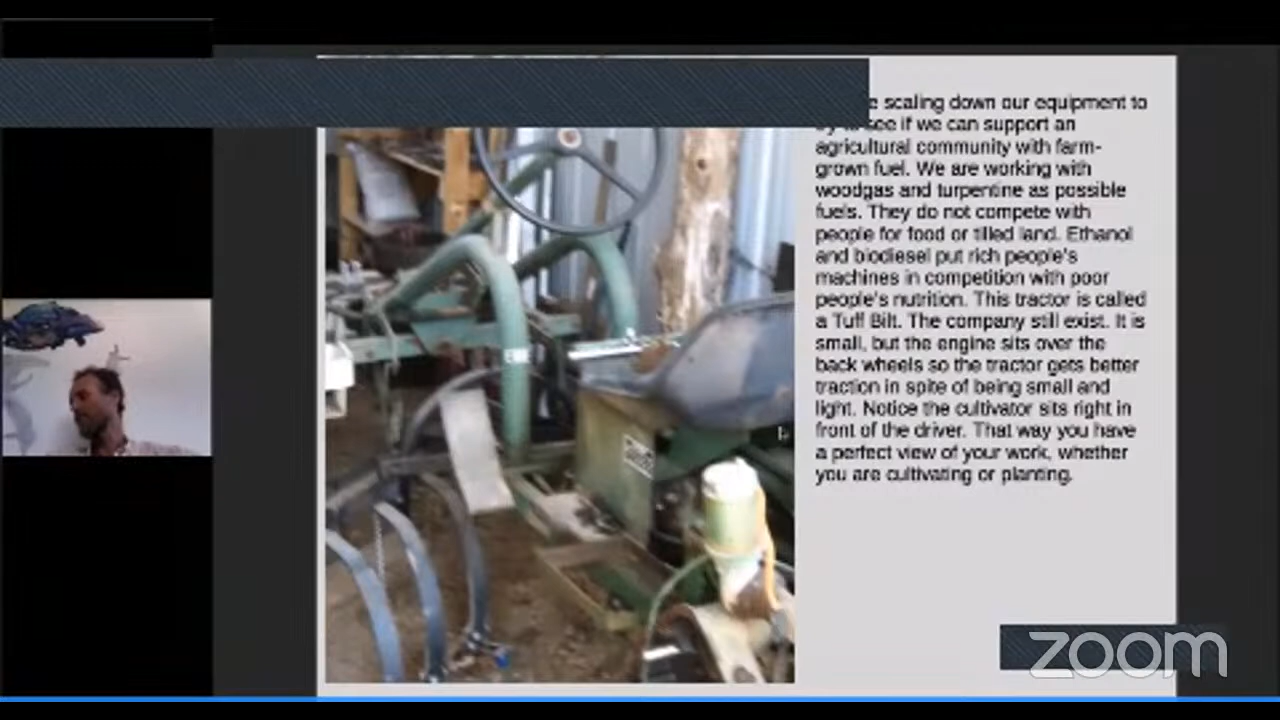 e scaling down our equipment to
see if we can support an
agricultural community with farm-
grown fuel. We are working with
woodgas and turpentine as possible
fuels. They do not compete with
people for food or tilled land. Ethanol
and biodiesel put rich people's
machines in competition with poor
people's nutrition. This tractor is called
a Tuff Bilt. The company still exist. It is
small, but the engine sits over the
back wheels so the tractor gets better
traction in spite of being small and
light. Notice the cultivator sits right in
front of the driver. That way you have
a perfect view of your work, whether
you are cultivating or planting.
zoom